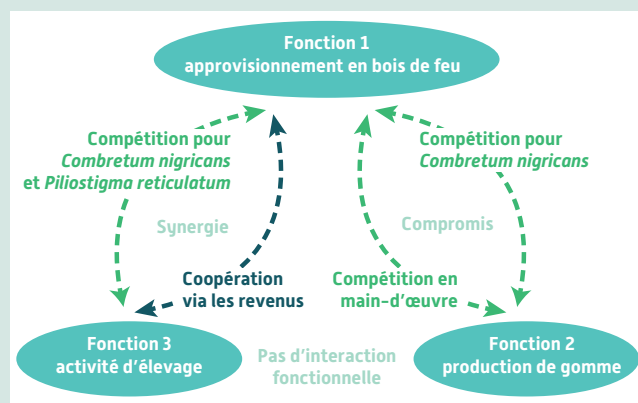 Fonction 1
approvisionnement en bois de feu
Compétition pour
Combretum nigricans
et Piliostigma reticulatum
Compétition pour
Combretum nigricans
Synergie
Compromis
Coopération
via les revenus
Compétition en
main-d'œuvre
Fonction 3
activité d'élevage
Pas d'interaction
fonctionnelle
Fonction 2
production de gomme